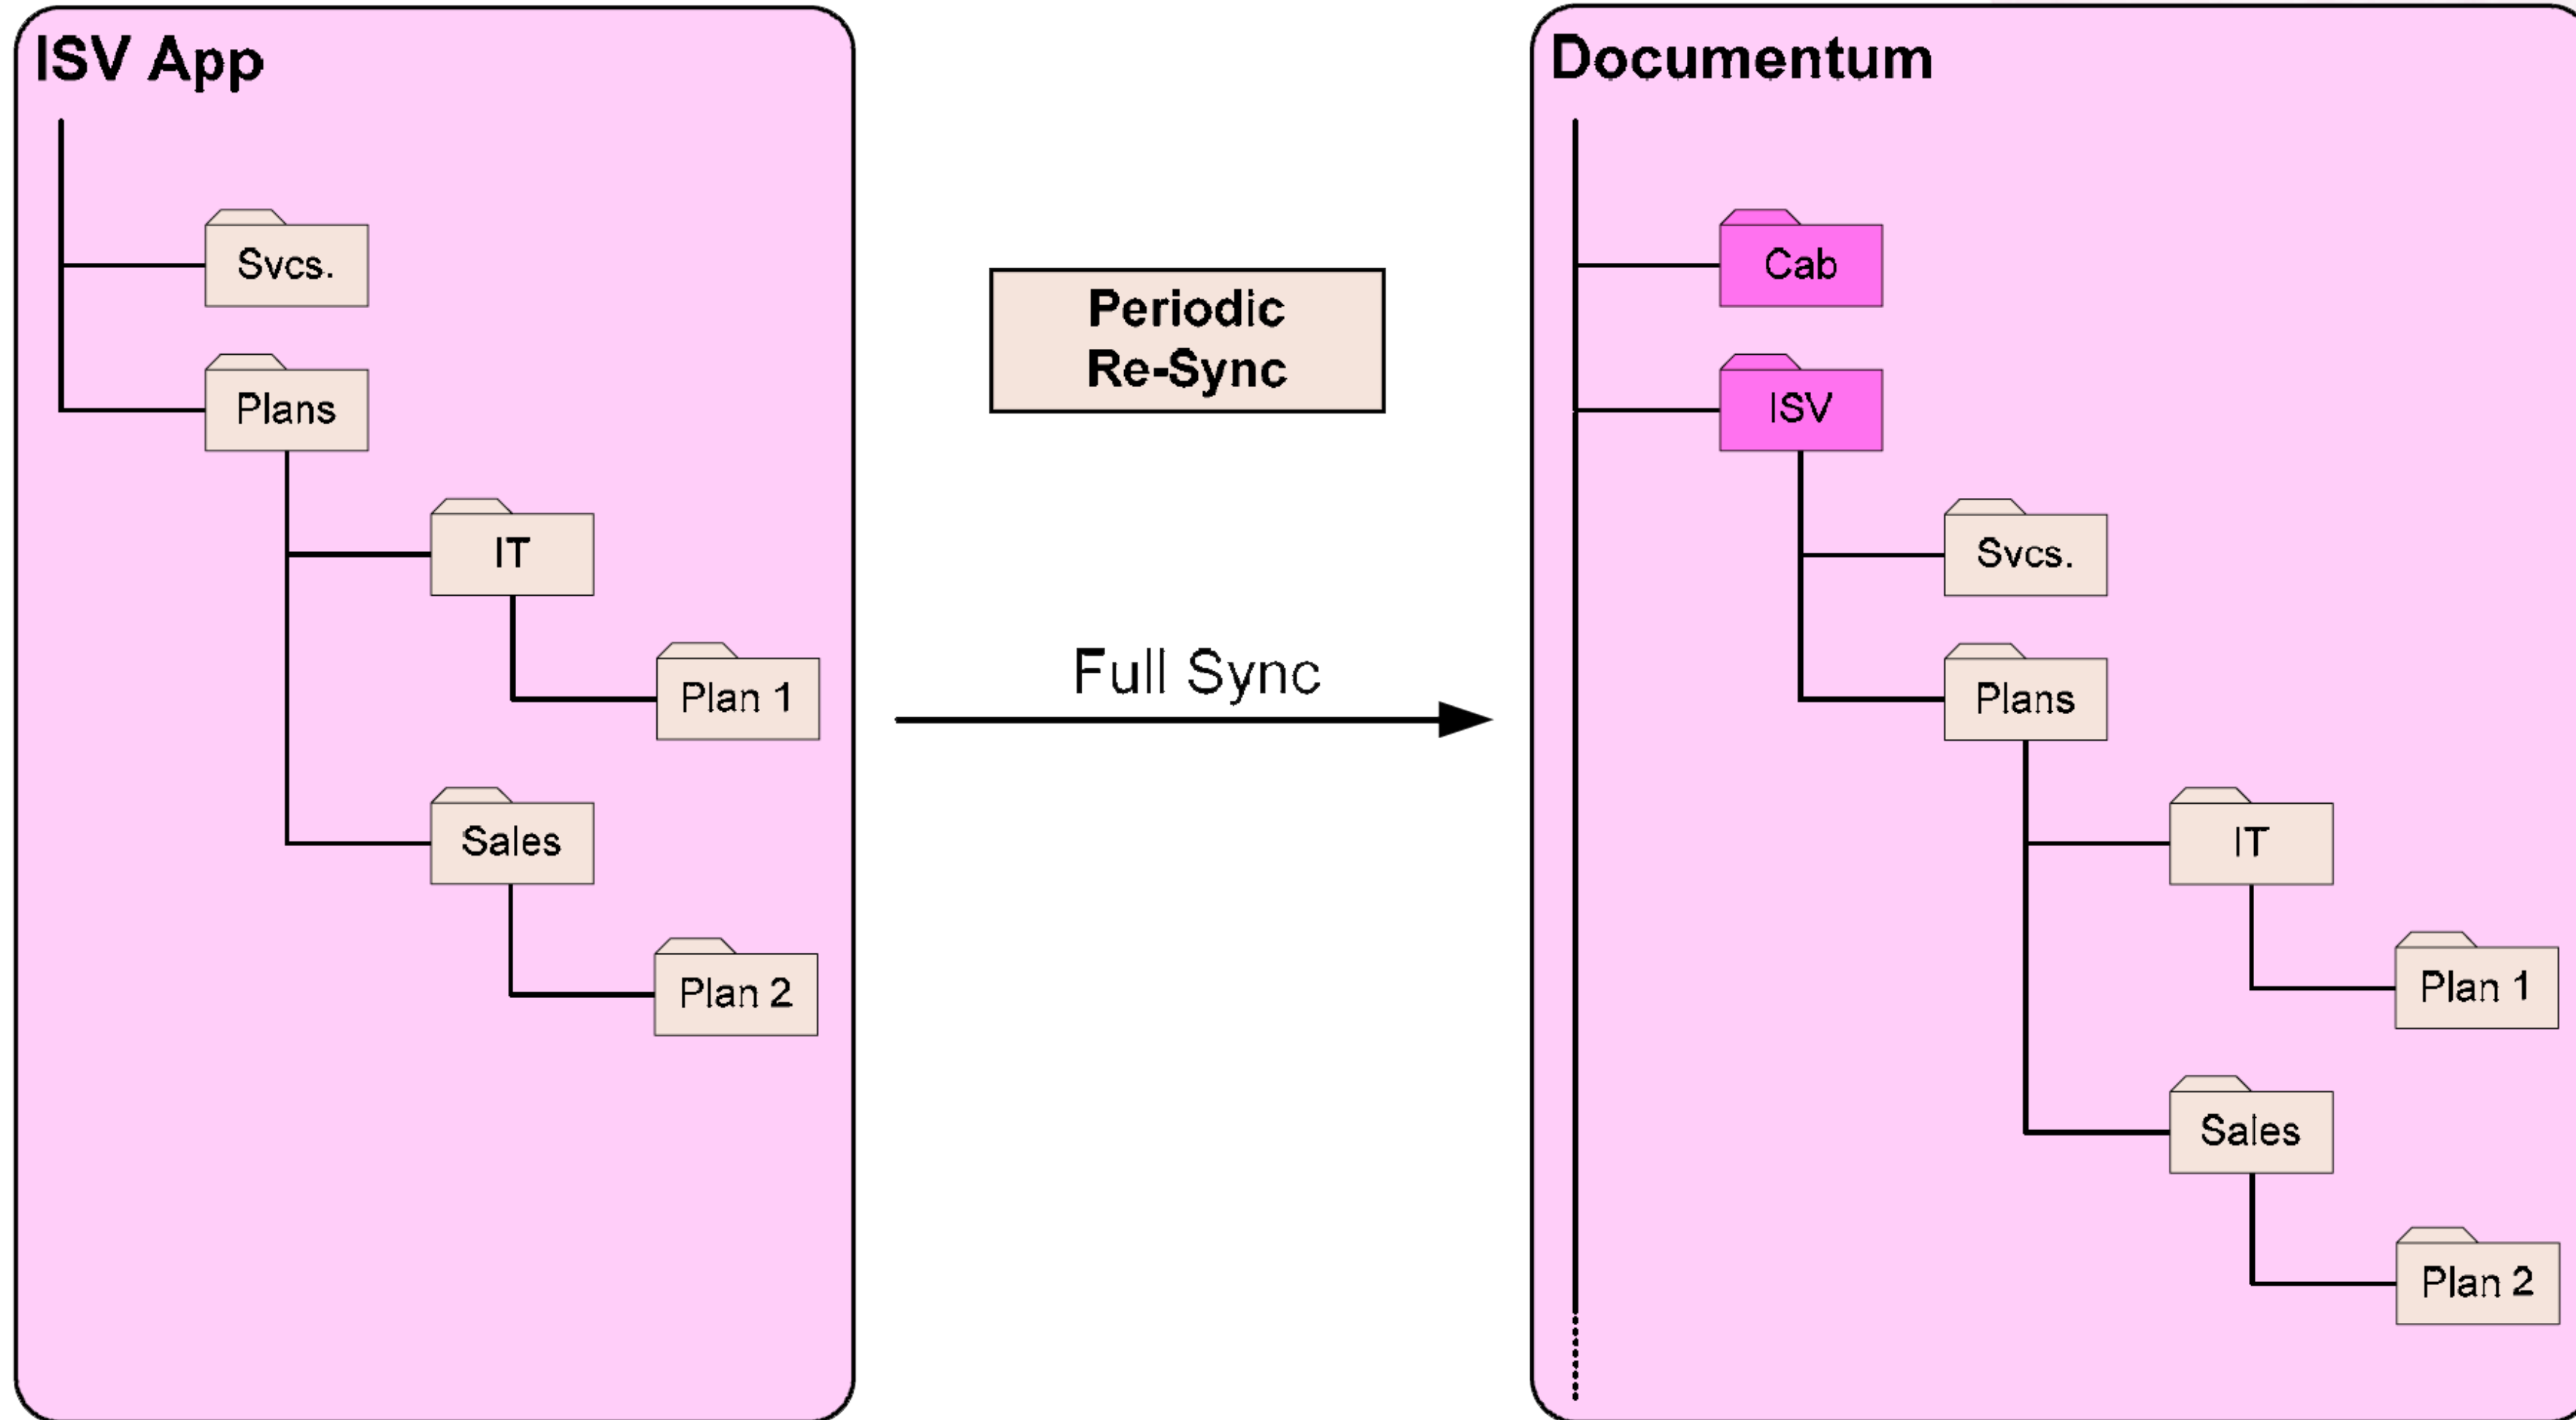 ISV App
Svcs.
Plans
IT
Plan 1
Sales
Plan 2
Periodic
Re-Sync
Full Sync
Documentum
Cab
ISV
Svcs.
Plans
IT
Plan 1
Sales
Plan 2